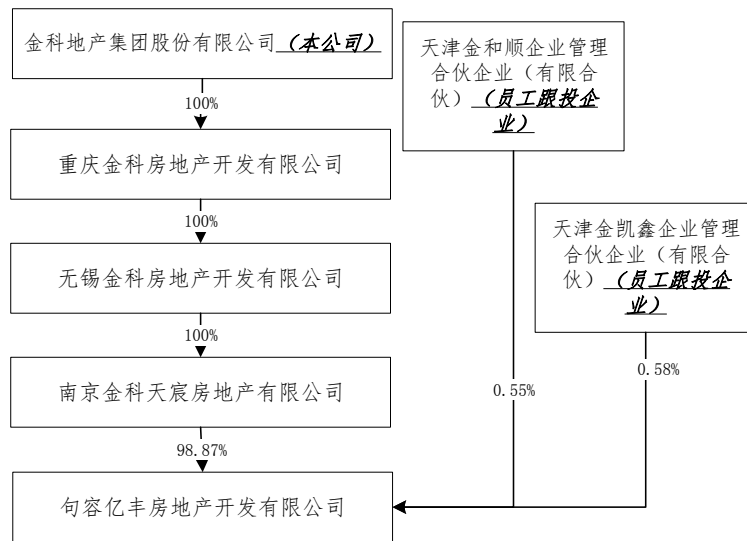 金科地产集团股份有限公司（本公司）
100%
重庆金科房地产开发有限公司
100%
无锡金科房地产开发有限公司
100%
南京金科天宸房地产有限公司
98.87%
句容亿丰房地产开发有限公司
天津金和顺企业管理
合伙企业（有限合
伙）（员工跟投企
业）
0.55%
天津金凯鑫企业管理
合伙企业（有限合
伙）（员工跟投企
业）
0.58%